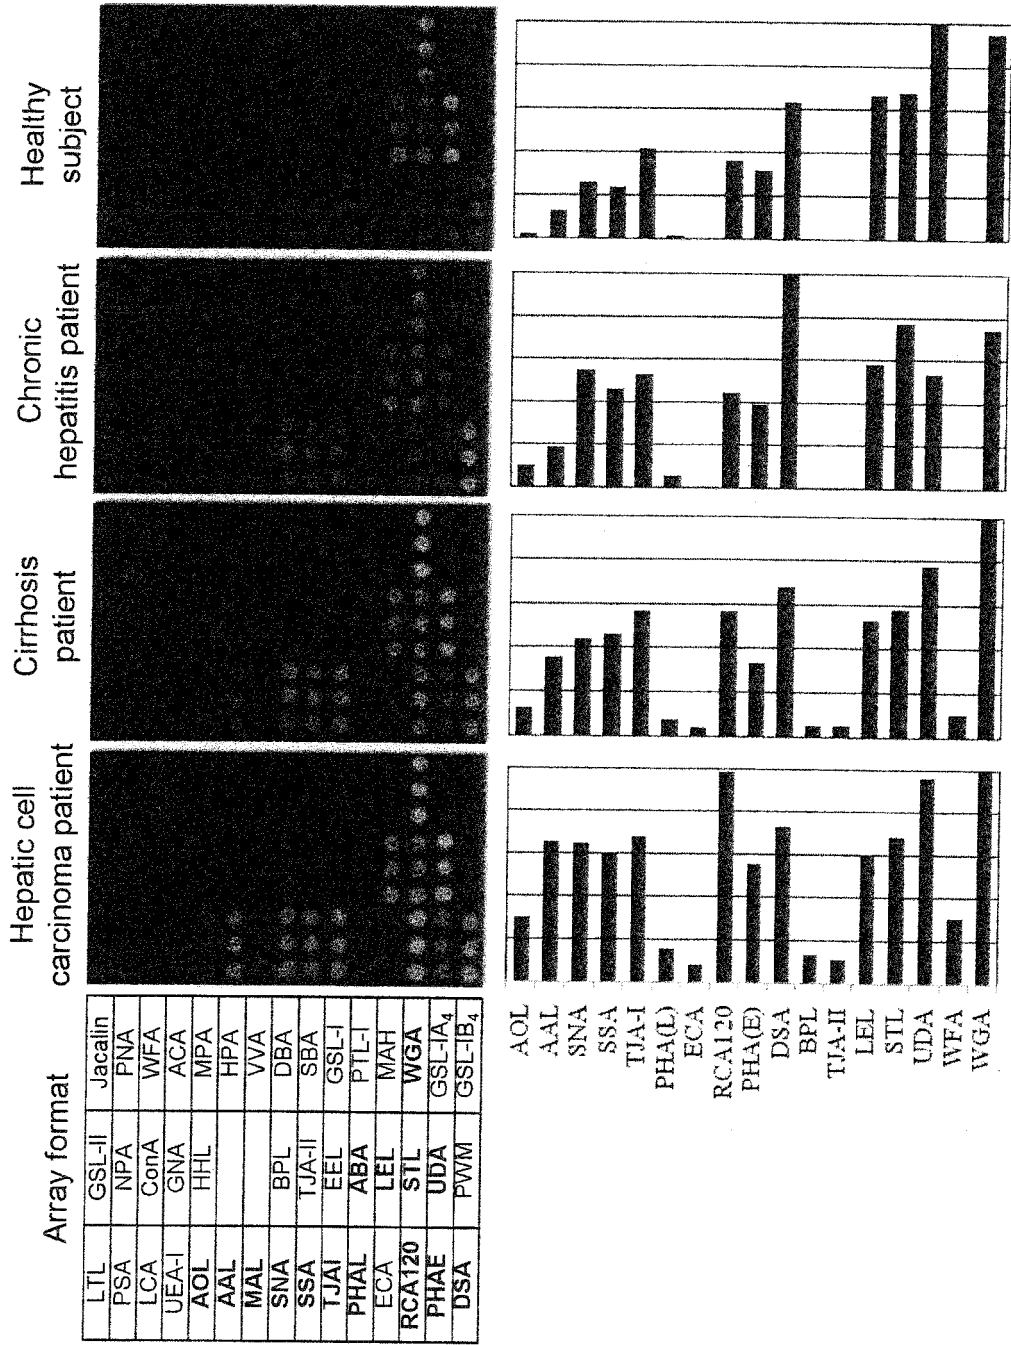 Array format
LTL GSL-II Jacalin
PSA NPA PNA
LCA ConA WFA
UEA-I GNA ACA
AOL HHL MPA
AAL HPA
MAL VVA
SNA BPL DBA
SSA TJA-II SBA
TJAI EEL GSL-I
PHAL ABA PTL-I
ECA LEL MAH
RCA120 STL WGA
PHAE UDA GSL-IA4
DSA PWM GSL-IB4
Hepatic cell
carcinoma patient
Cirrhosis
patient
Chronic
hepatitis patient
Healthy
subject
AOL
AAL
SNA
SSA
TJA-I
PHA(L)
ECA
RCA120
PHA(E)
DSA
BPL
TJA-II
LEL
STL
UDA
WFA
WGA